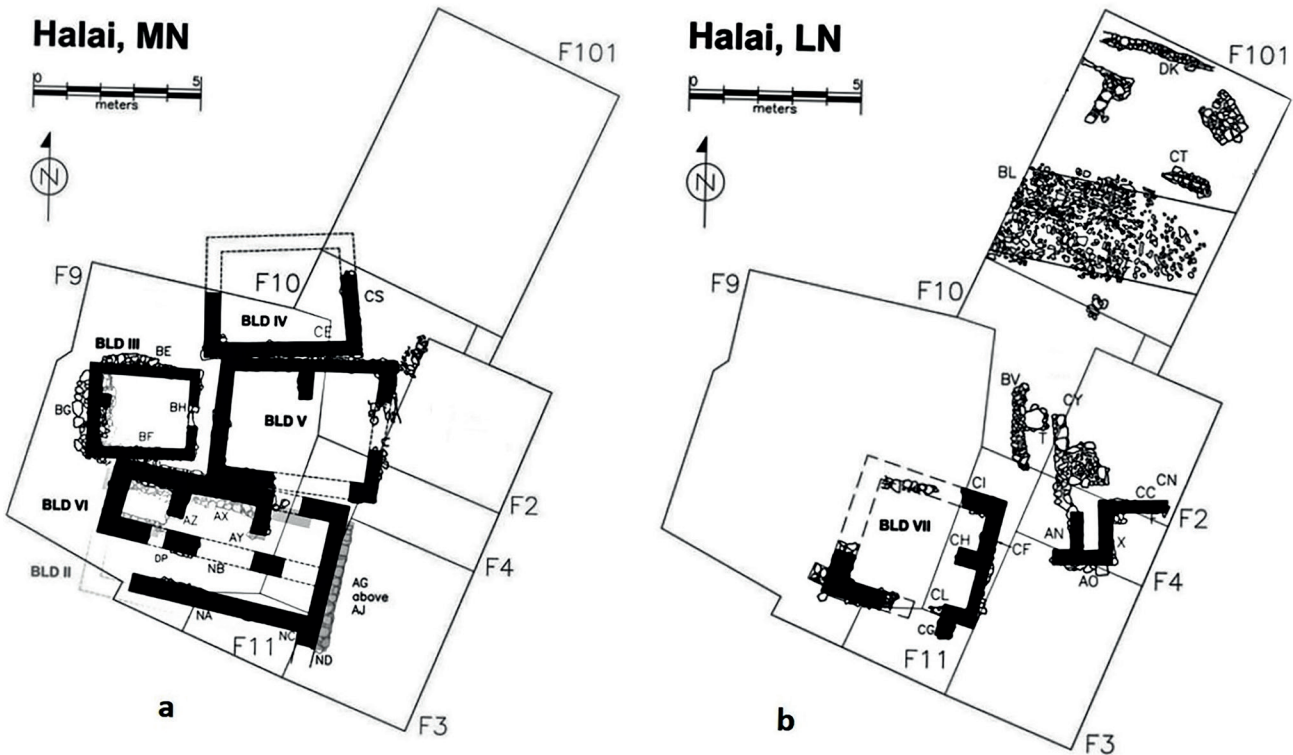 Halai, MN
0 5
meters
N
F101
F9
F10
CS
BLD IV
CE
BLD III
BE
BG
BH
BLD V
BF
BLD VI
AZ
AX
AY
F2
DP
NB
BLD II
F4
AG
above
AJ
NA
NC
F11
ND
F3
a
Halai, LN
0 5
meters
N
F101
DK
CT
BL
F9
F10
BV
CY
T
CI
CN
CC
BLD VII
F2
AN
CH
CF
X
AO
F4
CL
CG
F11
F3
b